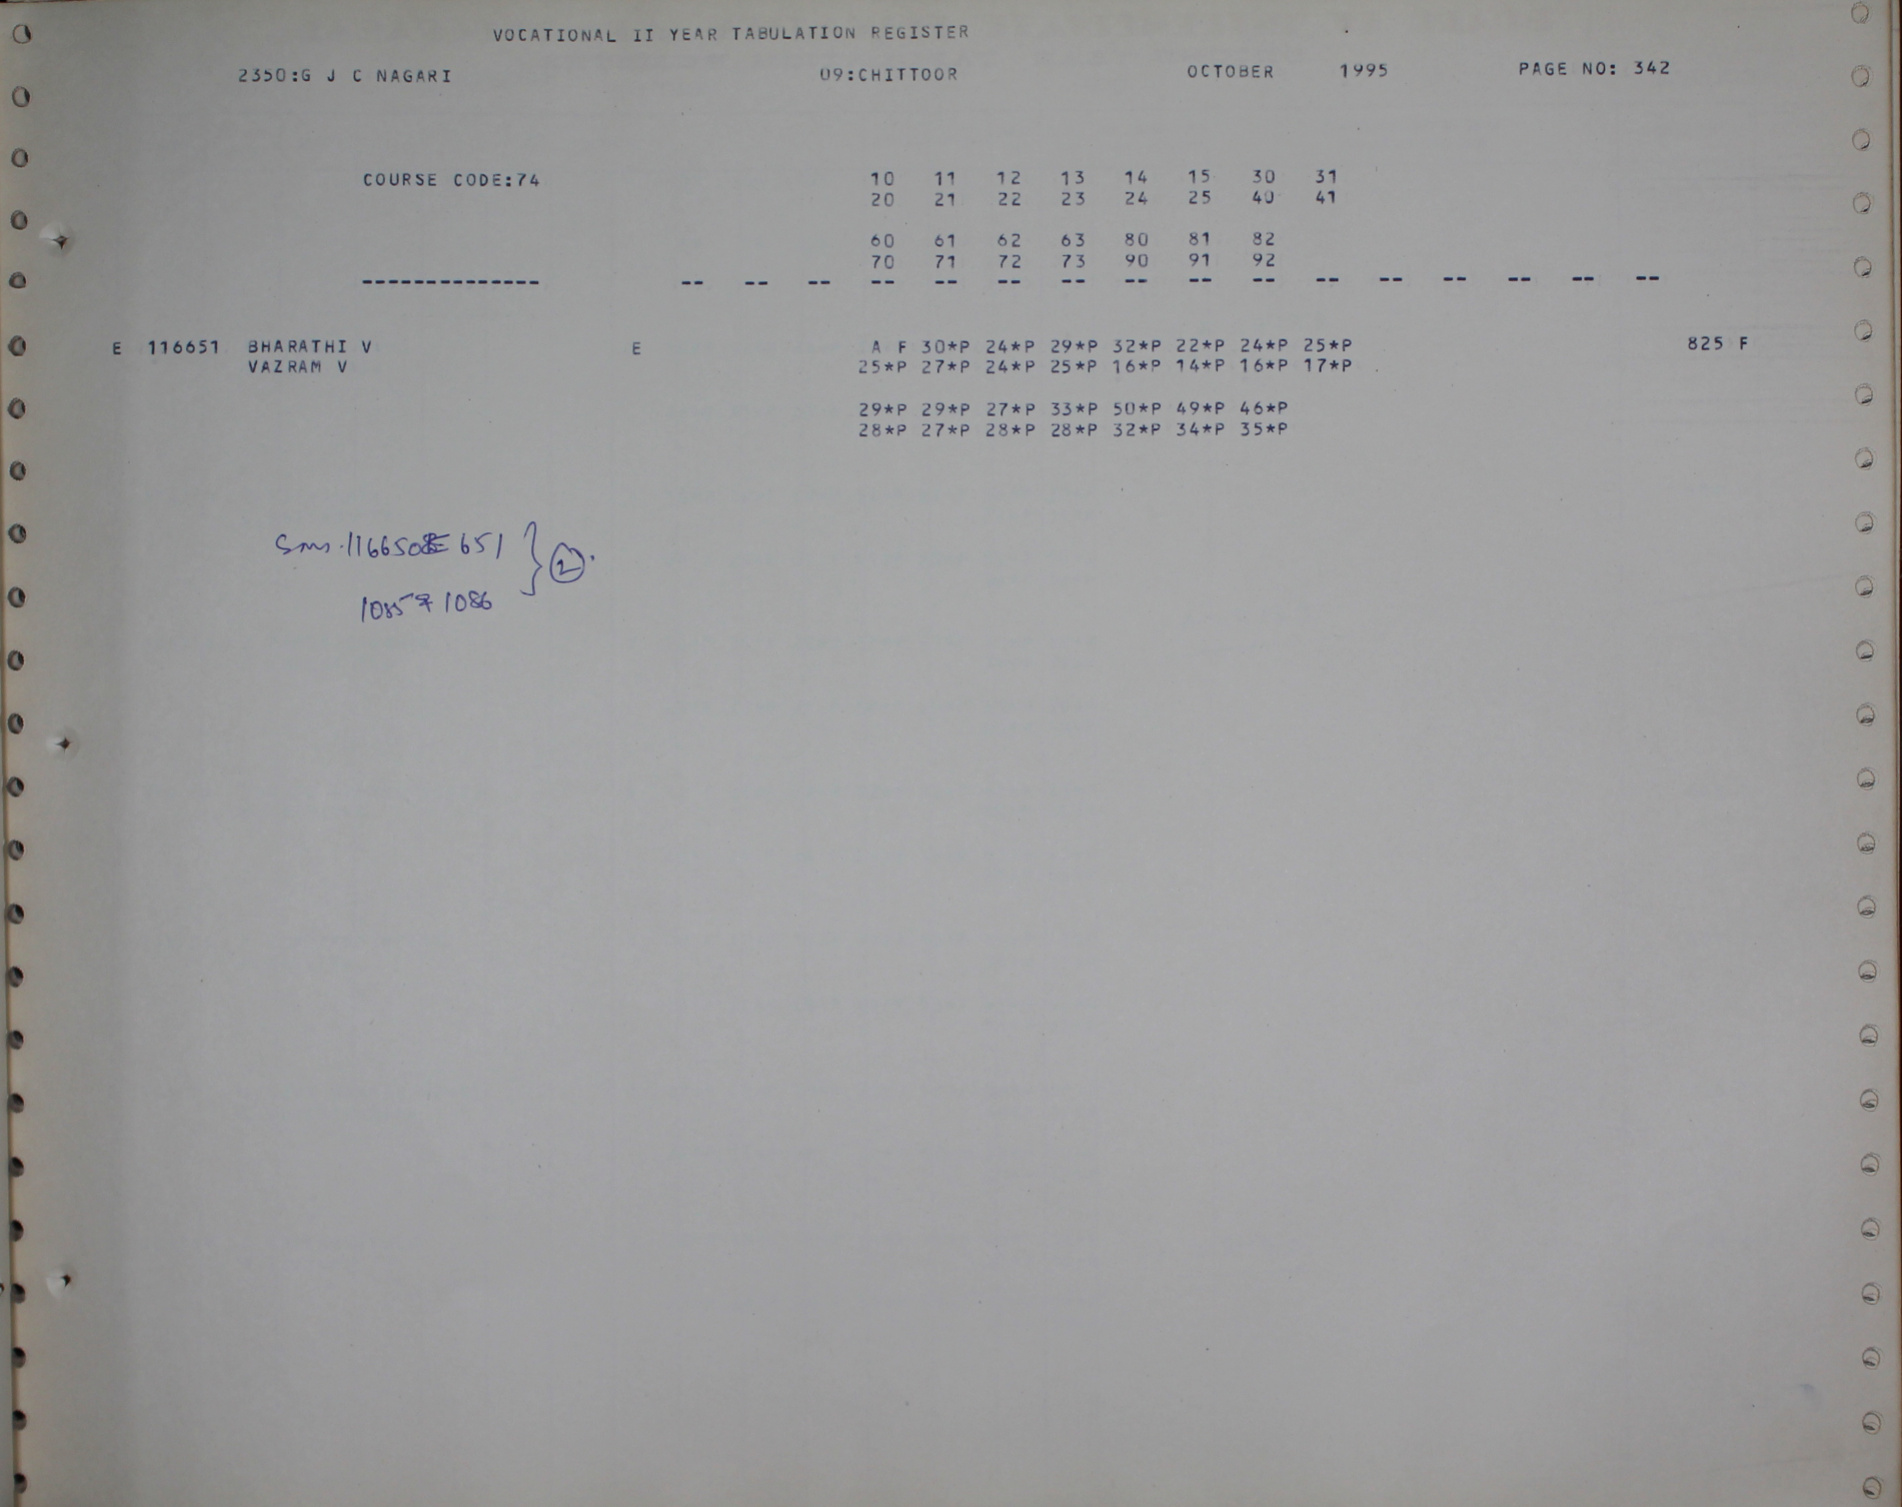 VOCATIONAL II YEAR TABULATION REGISTER
2350:G J C NAGARI 09:CHITTOOR OCTOBER 1995 PAGE NO: 342
COURSE CODE:74 10 11 12 13 14 15 30 31
20 21 22 23 24 25 40 41
60 61 62 63 80 81 82
70 71 72 73 90 91 92
-------------- -- -- -- -- -- -- -- -- -- -- -- -- -- -- -- --
E 116651 BHARATHI V E A F 30*P 24*P 29*P 32*P 22*P 24*P 25*P 825 F
VAZRAM V 25*P 27*P 24*P 25*P 16*P 14*P 16*P 17*P
29*P 29*P 27*P 33*P 50*P 49*P 46*P
28*P 27*P 28*P 28*P 32*P 34*P 35*P
651 } 2
1085 & 1086